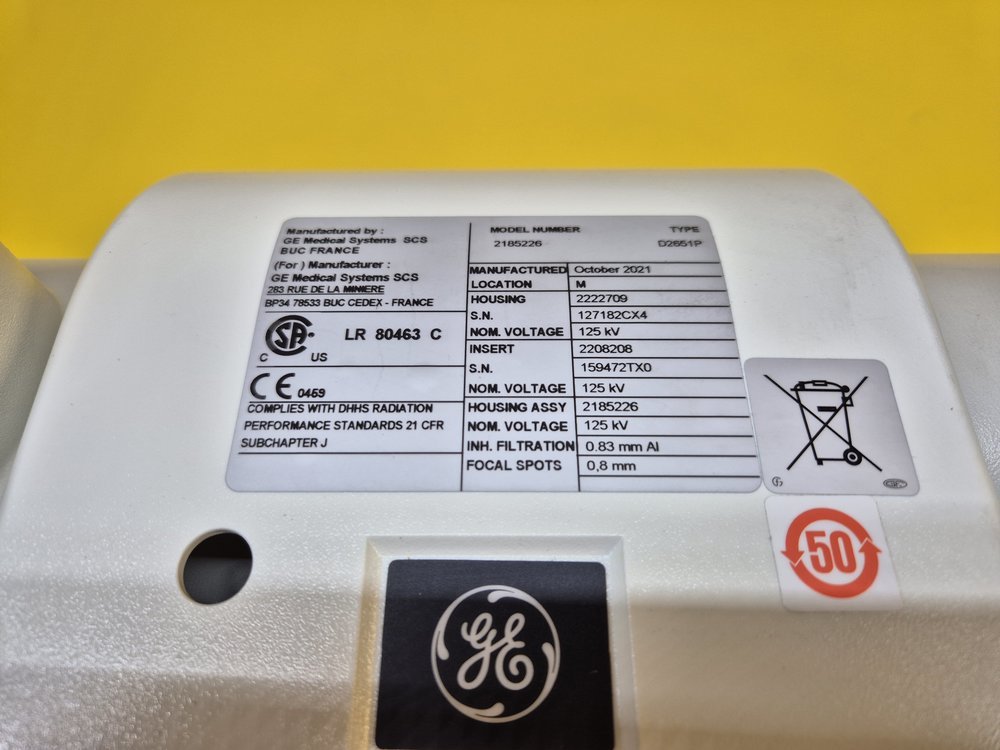 Manufactured by :
GE Medical Systems SCS
BUC FRANCE
(For) Manufacturer :
GE Medical Systems SCS
283 RUE DE LA MINIERE
BP34 78533 BUC CEDEX - FRANCE
C US
LR 80463 C
CE 0459
COMPLIES WITH DHHS RADIATION
PERFORMANCE STANDARDS 21 CFR
SUBCHAPTER J
MODEL NUMBER TYPE
2185226 D2651P
MANUFACTURED October 2021
LOCATION M
HOUSING 2222709
S.N. 127182CX4
NOM. VOLTAGE 125 kV
INSERT 2208208
S.N. 159472TX0
NOM. VOLTAGE 125 kV
HOUSING ASSY 2185226
NOM. VOLTAGE 125 kV
INH. FILTRATION 0.83 mm Al
FOCAL SPOTS 0,8 mm
50
GE